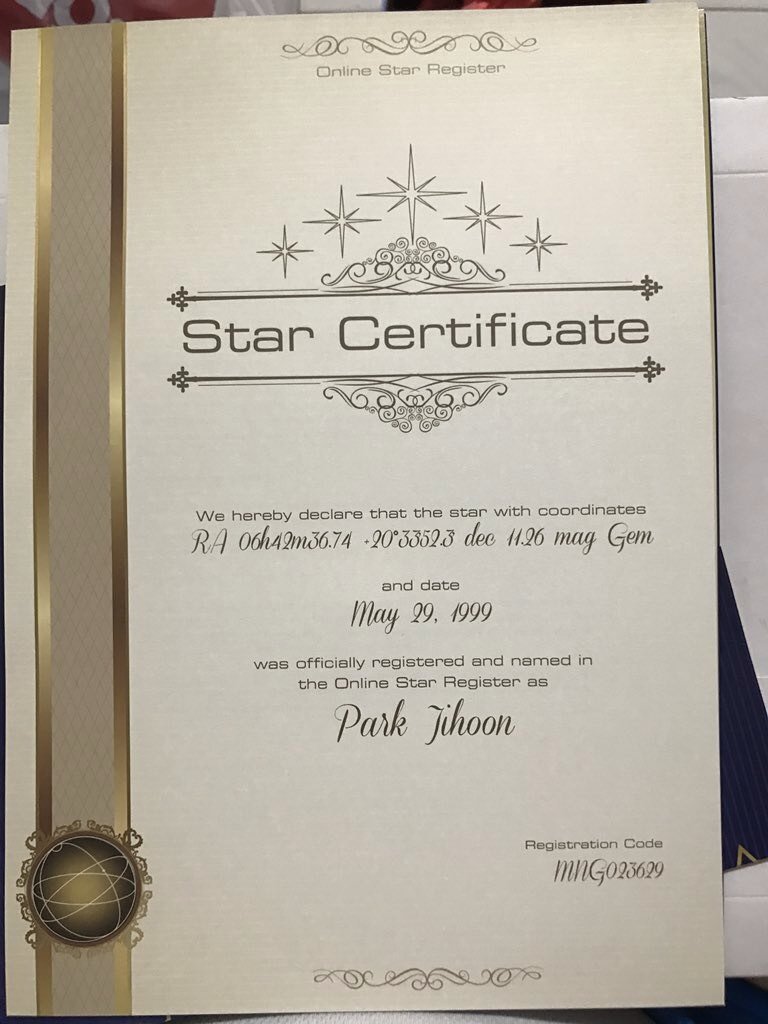 Online Star Register
Star Certificate
We hereby declare that the star with coordinates
RA 06h42m36.74 +20°3352.3 dec 11.26 mag Gem
and date
May 29, 1999
was officially registered and named in
the Online Star Register as
Park Jihoon
Registration Code
MNG023629